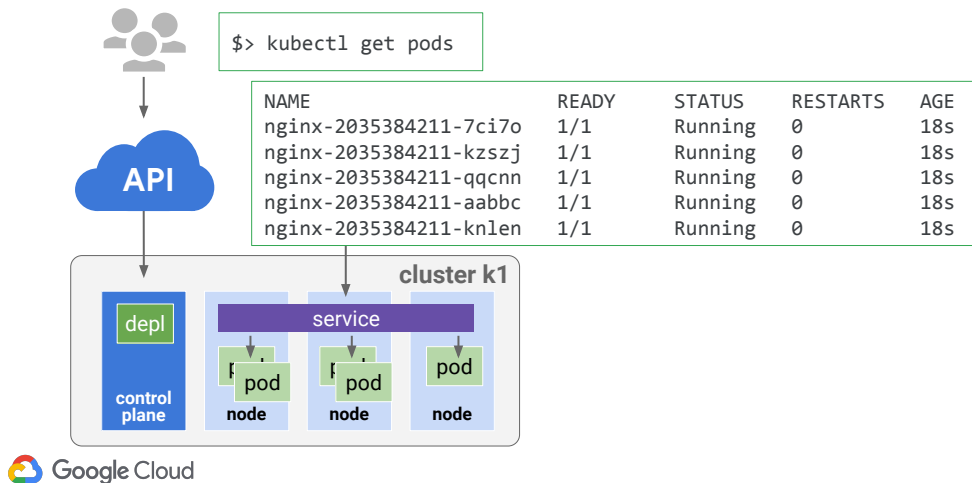 $> kubectl get pods
NAME READY STATUS RESTARTS AGE
nginx-2035384211-7ci7o 1/1 Running 0 18s
nginx-2035384211-kzszj 1/1 Running 0 18s
nginx-2035384211-qqcnn 1/1 Running 0 18s
nginx-2035384211-aabbc 1/1 Running 0 18s
nginx-2035384211-knlen 1/1 Running 0 18s
API
cluster k1
service
depl
pod
pod
pod
control
plane
node
node
node
Google Cloud